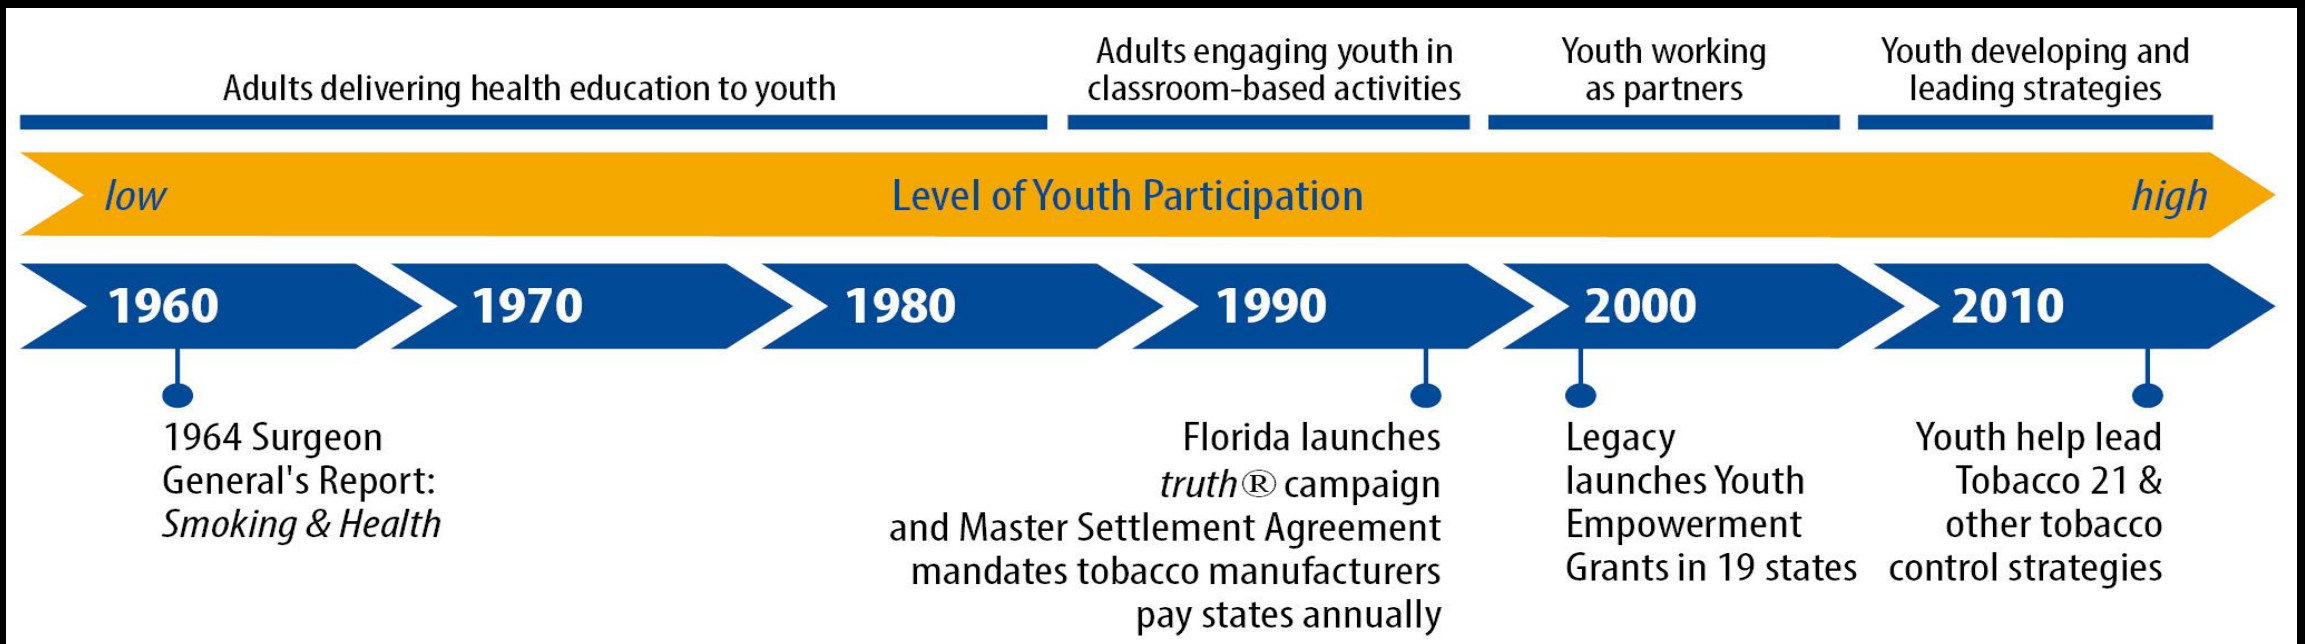 Adults delivering health education to youth
Adults engaging youth in
classroom-based activities
Youth working
as partners
Youth developing and
leading strategies
low
Level of Youth Participation
high
1960
1970
1980
1990
2000
2010
1964 Surgeon
General's Report:
Smoking & Health
Florida launches
truth® campaign
and Master Settlement Agreement
mandates tobacco manufacturers
pay states annually
Legacy
launches Youth
Empowerment
Grants in 19 states
Youth help lead
Tobacco 21 &
other tobacco
control strategies